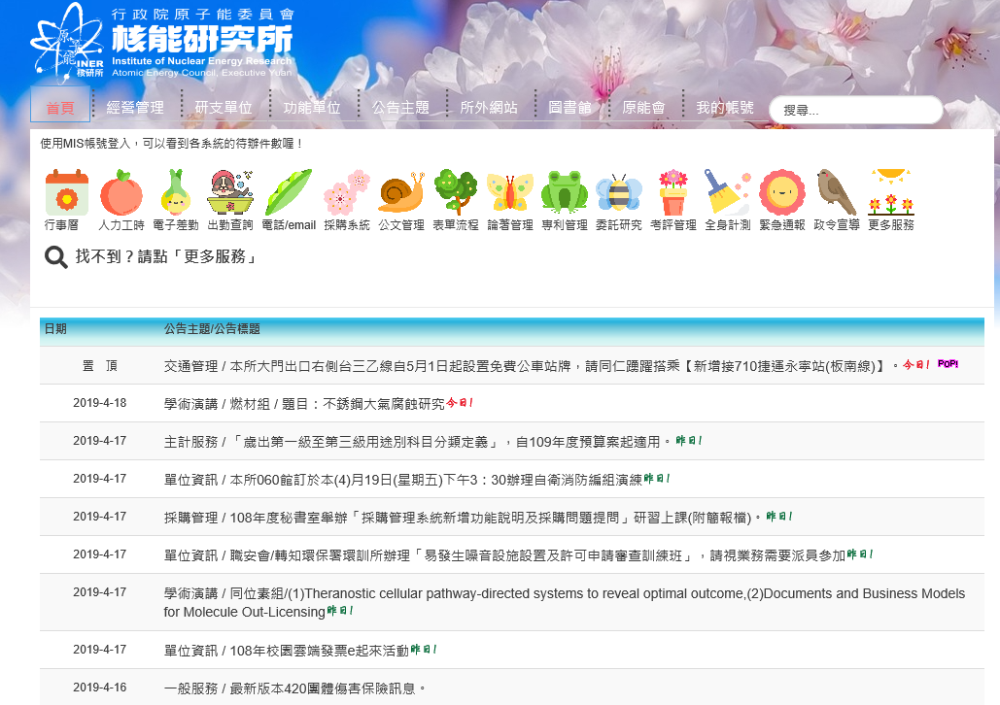 行政院原子能委員會
核能研究所
Institute of Nuclear Energy Research
Atomic Energy Council, Executive Yuan
INER
核研所
首頁 經營管理 研支單位 功能單位 公告主題 所外網站 圖書館 原能會 我的帳號 搜尋...
使用MIS帳號登入，可以看到各系統的待辦件數喔！
行事曆 人力工時 電子差勤 出勤查詢 電話/email 採購系統 公文管理 表單流程 論著管理 專利管理 委託研究 考評管理 全身計測 緊急通報 政令宣導 更多服務
找不到？請點「更多服務」
日期 公告主題/公告標題
置　頂 交通管理 / 本所大門出口右側台三乙線自5月1日起設置免費公車站牌，請同仁踴躍搭乘【新增接710捷運永寧站(板南線)】。今日! POP!
2019-4-18 學術演講 / 燃材組 / 題目：不銹鋼大氣腐蝕研究今日!
2019-4-17 主計服務 / 「歲出第一級至第三級用途別科目分類定義」，自109年度預算案起適用。昨日!
2019-4-17 單位資訊 / 本所060館訂於本(4)月19日(星期五)下午3：30辦理自衛消防編組演練昨日!
2019-4-17 採購管理 / 108年度秘書室舉辦「採購管理系統新增功能說明及採購問題提問」研習上課(附簡報檔)。昨日!
2019-4-17 單位資訊 / 職安會/轉知環保署環訓所辦理「易發生噪音設施設置及許可申請審查訓練班」，請視業務需要派員參加昨日!
2019-4-17 學術演講 / 同位素組/(1)Theranostic cellular pathway-directed systems to reveal optimal outcome,(2)Documents and Business Models
for Molecule Out-Licensing昨日!
2019-4-17 單位資訊 / 108年校園雲端發票e起來活動昨日!
2019-4-16 一般服務 / 最新版本420團體傷害保險訊息。